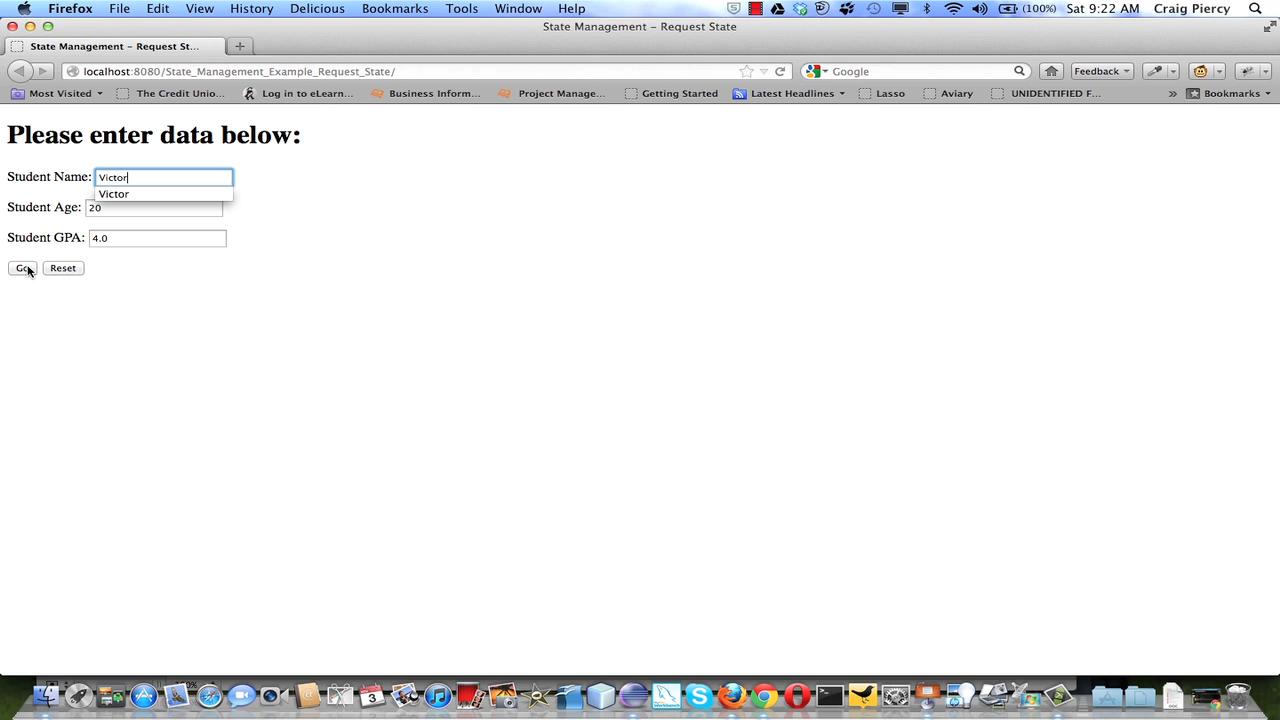 Firefox File Edit View History Delicious Bookmarks Tools Window Help (100%) Sat 9:22 AM Craig Piercy
State Management – Request State
State Management – Request St...
localhost:8080/State_Management_Example_Request_State/ Google Feedback
Most Visited The Credit Unio... Log in to eLearn... Business Inform... Project Manage... Getting Started Latest Headlines Lasso Aviary UNIDENTIFIED F... » Bookmarks
Please enter data below:
Student Name: Victor
Victor
Student Age: 20
Student GPA: 4.0
Go Reset